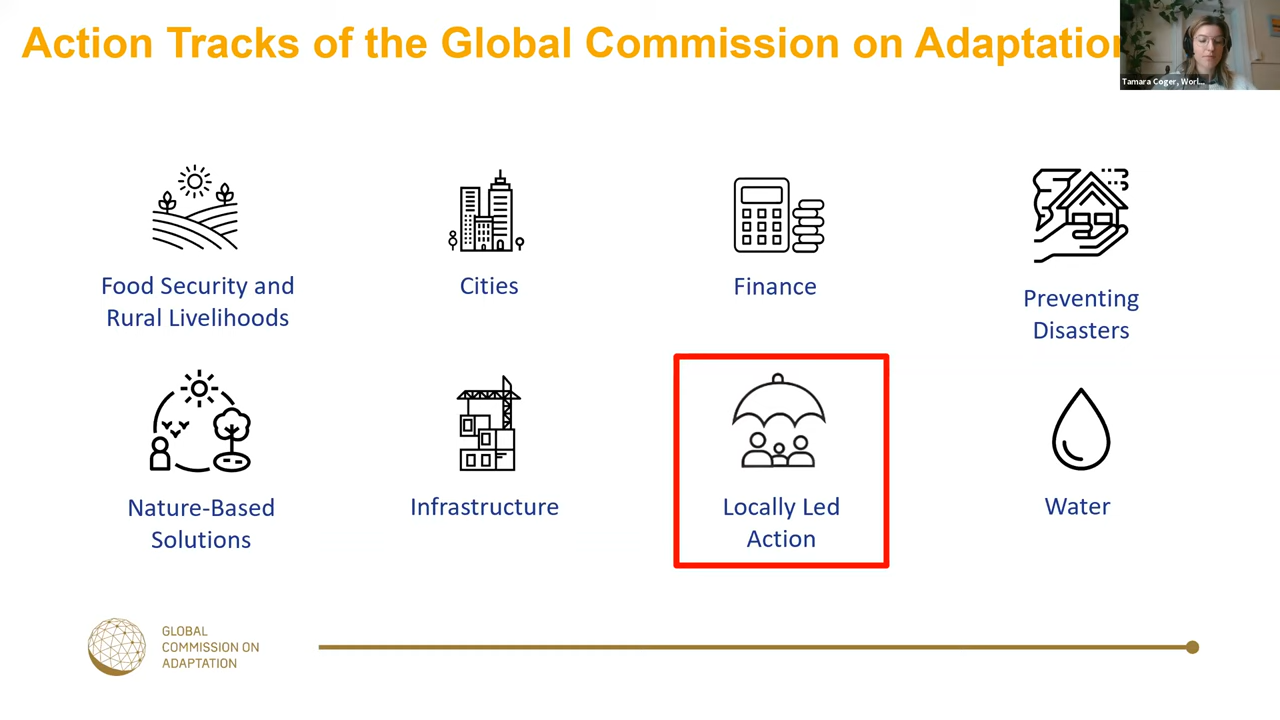 Action Tracks of the Global Commission on Adaptation
Tamara Coger, Worl...
Food Security and
Rural Livelihoods
Cities
Finance
Preventing
Disasters
Nature-Based
Solutions
Infrastructure
Locally Led
Action
Water
GLOBAL
COMMISSION ON
ADAPTATION